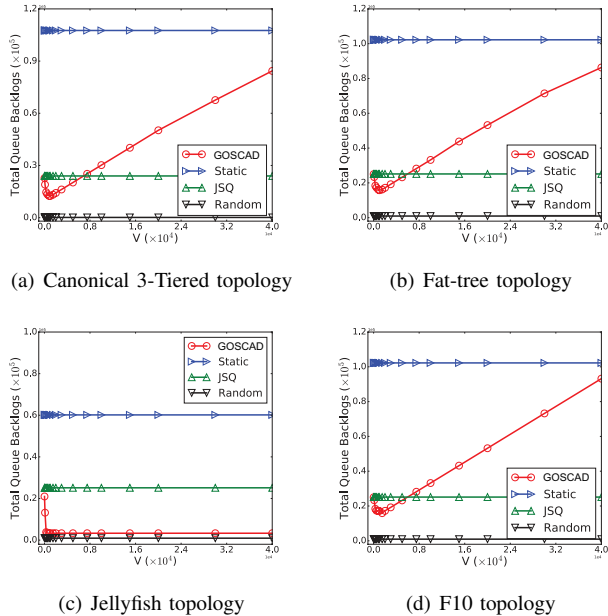 1.2 1e5
0.9
0.6
0.3
0.0
Total Queue Backlogs (×10⁵)
GOSCAD
Static
JSQ
Random
0.0 0.8 1.6 2.4 3.2 4.0
1e4
V (×10⁴)
(a) Canonical 3-Tiered topology
1.2
1.0
0.8
0.6
0.4
0.2
0.0
Total Queue Backlogs (×10⁵)
GOSCAD
Static
JSQ
Random
0.0 0.8 1.6 2.4 3.2 4.0
1e4
V (×10⁴)
(b) Fat-tree topology
1.0
0.8
0.6
0.4
0.2
0.0
Total Queue Backlogs (×10⁵)
GOSCAD
Static
JSQ
Random
0.0 0.8 1.6 2.4 3.2 4.0
1e4
V (×10⁴)
(c) Jellyfish topology
1.2
1.0
0.8
0.6
0.4
0.2
0.0
Total Queue Backlogs (×10⁵)
GOSCAD
Static
JSQ
Random
0.0 0.8 1.6 2.4 3.2 4.0
1e4
V (×10⁴)
(d) F10 topology